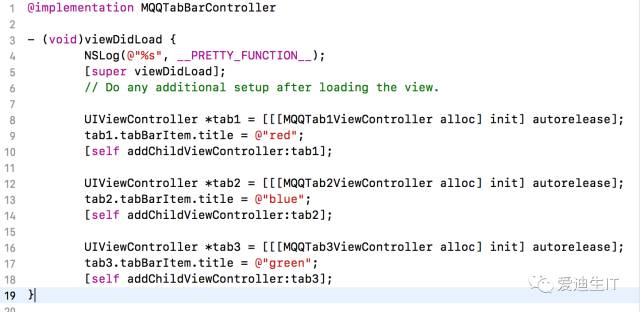 1 @implementation MQQTabBarController
2
3 - (void)viewDidLoad {
4 NSLog(@"%s", __PRETTY_FUNCTION__);
5 [super viewDidLoad];
6 // Do any additional setup after loading the view.
7
8 UIViewController *tab1 = [[[MQQTab1ViewController alloc] init] autorelease];
9 tab1.tabBarItem.title = @"red";
10 [self addChildViewController:tab1];
11
12 UIViewController *tab2 = [[[MQQTab2ViewController alloc] init] autorelease];
13 tab2.tabBarItem.title = @"blue";
14 [self addChildViewController:tab2];
15
16 UIViewController *tab3 = [[[MQQTab3ViewController alloc] init] autorelease];
17 tab3.tabBarItem.title = @"green";
18 [self addChildViewController:tab3];
19 }
20
爱迪生IT